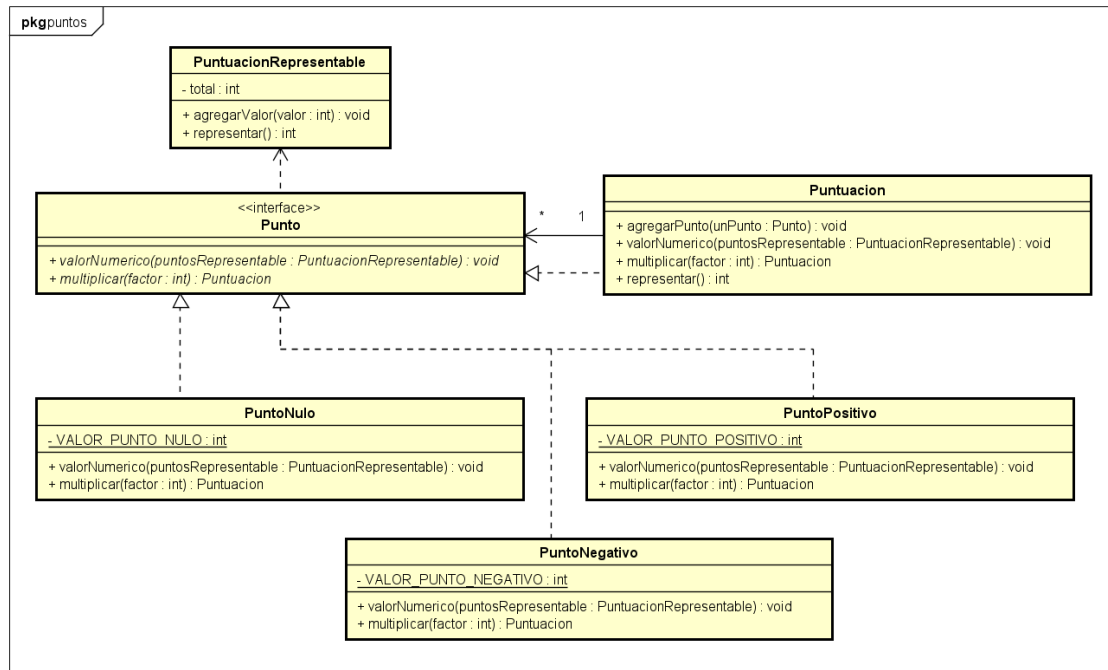 pkg puntos
PuntuacionRepresentable
- total : int
+ agregarValor(valor : int) : void
+ representar() : int
<<interface>>
Punto
+ valorNumerico(puntosRepresentable : PuntuacionRepresentable) : void
+ multiplicar(factor : int) : Puntuacion
* 1
Puntuacion
+ agregarPunto(unPunto : Punto) : void
+ valorNumerico(puntosRepresentable : PuntuacionRepresentable) : void
+ multiplicar(factor : int) : Puntuacion
+ representar() : int
PuntoNulo
- VALOR_PUNTO_NULO : int
+ valorNumerico(puntosRepresentable : PuntuacionRepresentable) : void
+ multiplicar(factor : int) : Puntuacion
PuntoPositivo
- VALOR_PUNTO_POSITIVO : int
+ valorNumerico(puntosRepresentable : PuntuacionRepresentable) : void
+ multiplicar(factor : int) : Puntuacion
PuntoNegativo
- VALOR_PUNTO_NEGATIVO : int
+ valorNumerico(puntosRepresentable : PuntuacionRepresentable) : void
+ multiplicar(factor : int) : Puntuacion